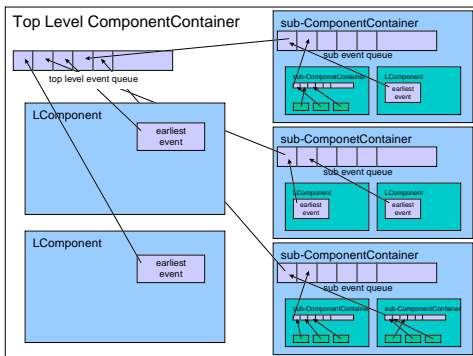 Top Level ComponentContainer
top level event queue
LComponent
earliest
event
LComponent
earliest
event
sub-ComponentContainer
sub event queue
sub-ComponentContainer
LComponent
earliest
event
sub-ComponetContainer
sub event queue
LComponent
earliest
event
LComponent
earliest
event
sub-ComponentContainer
sub event queue
sub-ComponentContainer
sub-ComponentContainer